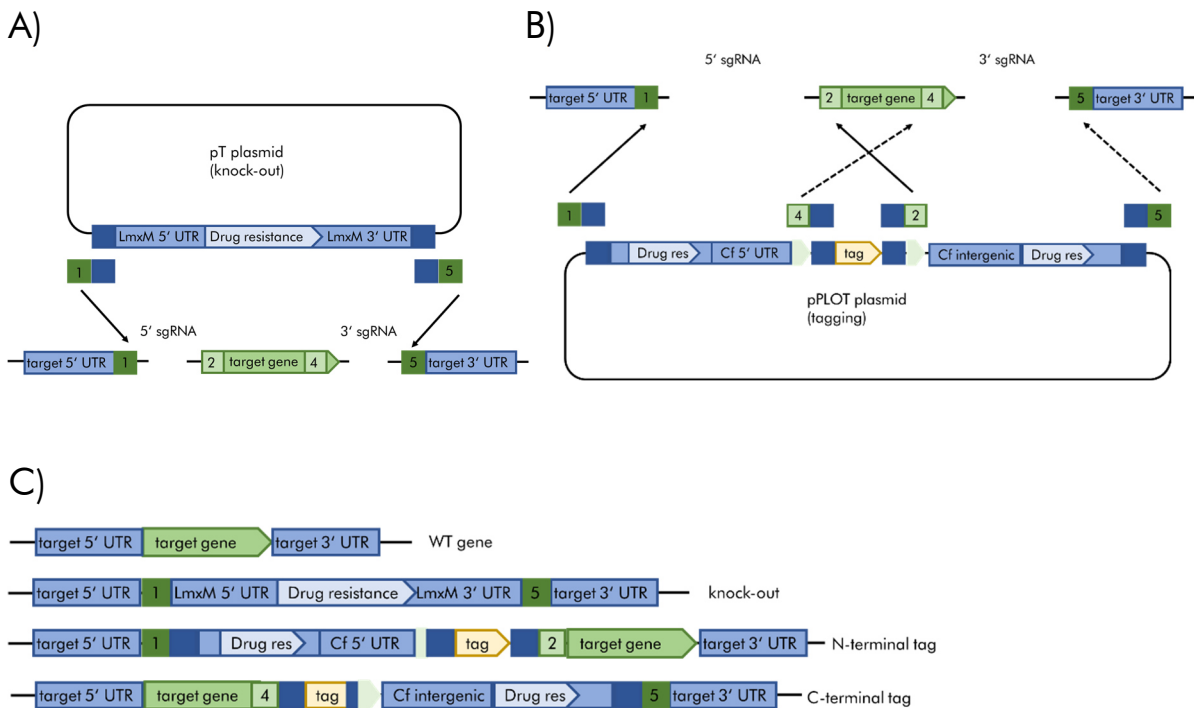 A)
pT plasmid
(knock-out)
LmxM 5' UTR Drug resistance LmxM 3' UTR
1 5
5' sgRNA 3' sgRNA
target 5' UTR 1 2 target gene 4 5 target 3' UTR
B)
5' sgRNA 3' sgRNA
target 5' UTR 1 2 target gene 4 5 target 3' UTR
1 4 2 5
Drug res Cf 5' UTR tag Cf intergenic Drug res
pPLOT plasmid
(tagging)
C)
target 5' UTR target gene target 3' UTR WT gene
target 5' UTR 1 LmxM 5' UTR Drug resistance LmxM 3' UTR 5 target 3' UTR knock-out
target 5' UTR 1 Drug res Cf 5' UTR tag 2 target gene target 3' UTR N-terminal tag
target 5' UTR target gene 4 tag Cf intergenic Drug res 5 target 3' UTR C-terminal tag